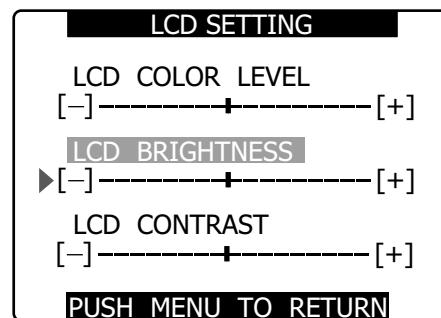 LCD SETTING
LCD COLOR LEVEL
[–] [+]
LCD BRIGHTNESS
[–] [+]
LCD CONTRAST
[–] [+]
PUSH MENU TO RETURN